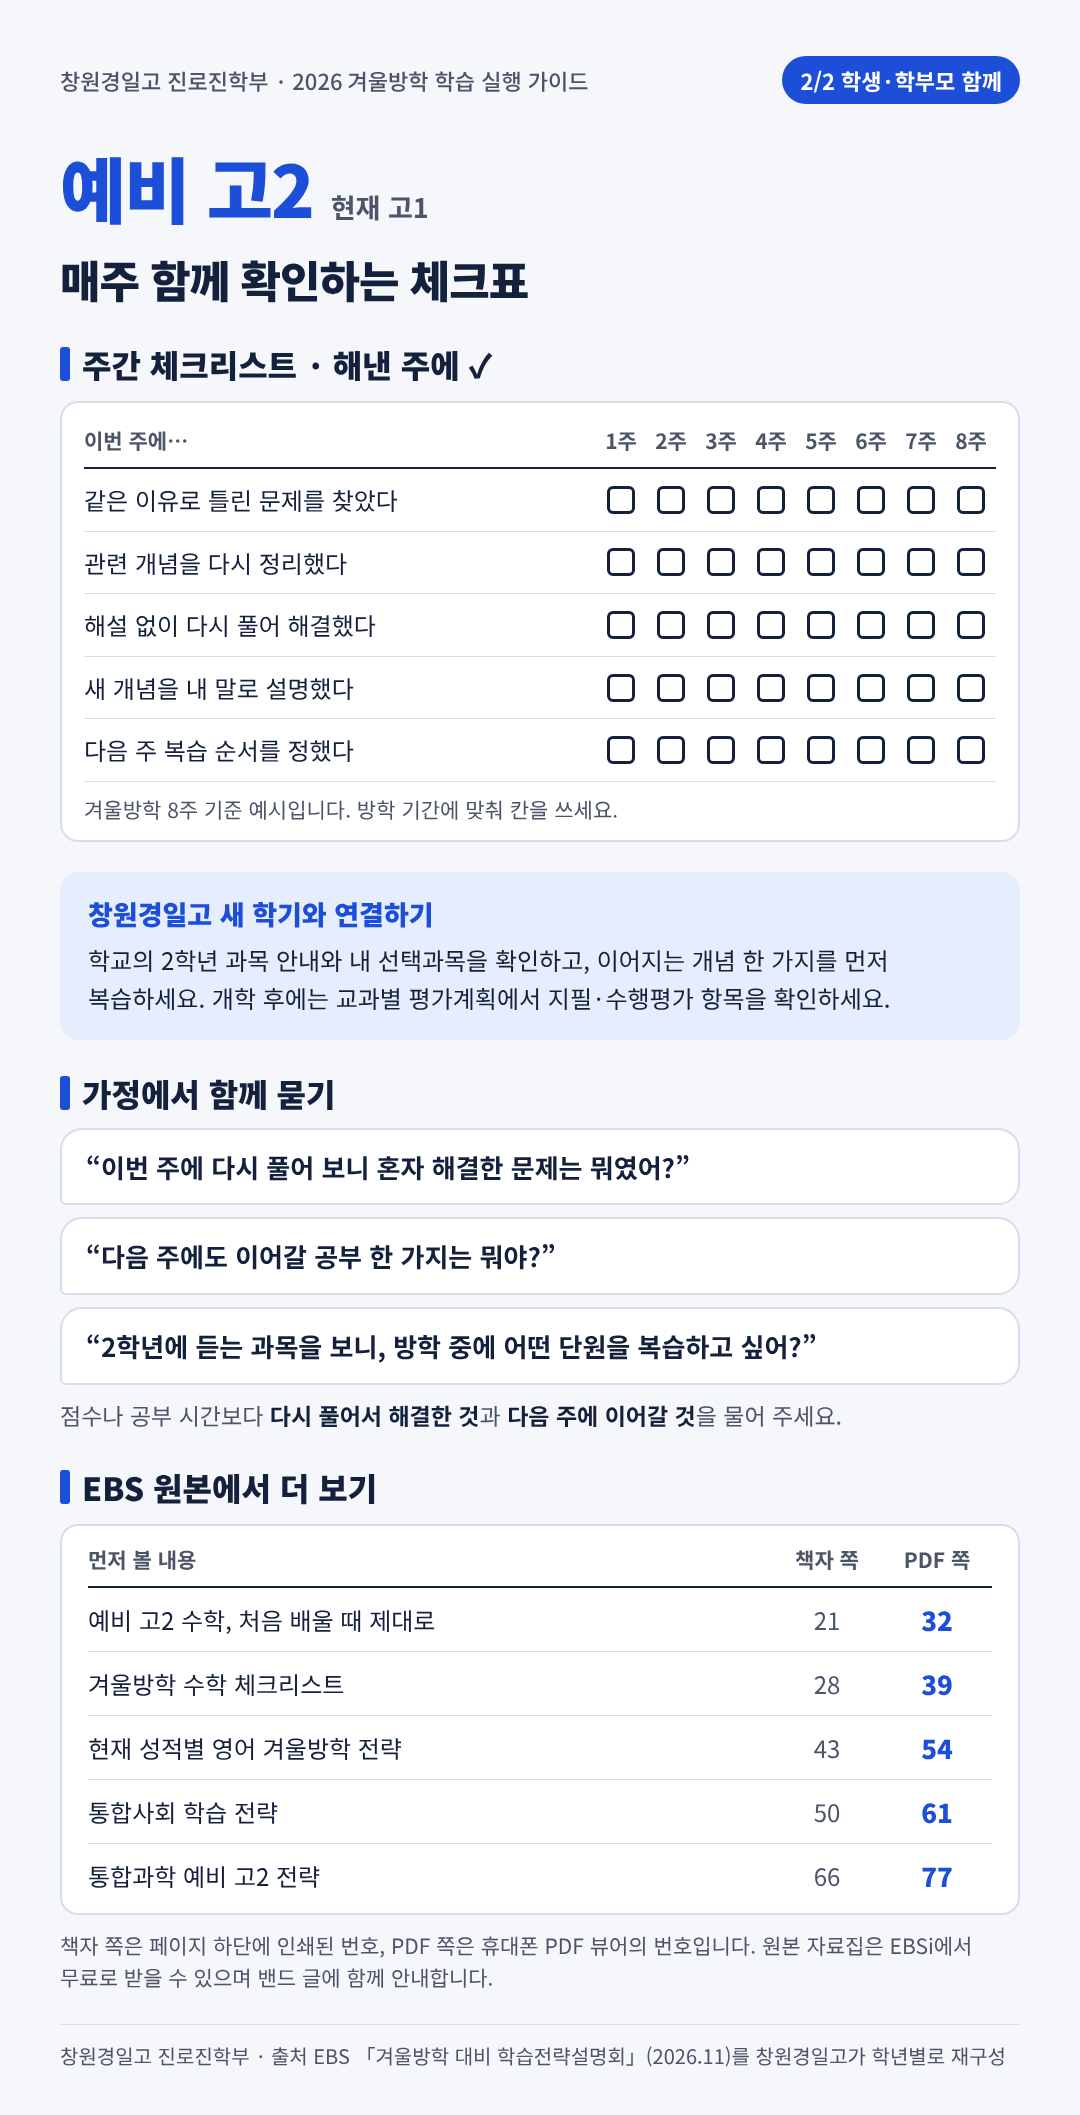 창원경일고 진로진학부 · 2026 겨울방학 학습 실행 가이드
2/2 학생·학부모 함께
예비 고2 현재 고1
매주 함께 확인하는 체크표
주간 체크리스트 · 해낸 주에 ✓
이번 주에… 1주 2주 3주 4주 5주 6주 7주 8주
같은 이유로 틀린 문제를 찾았다
관련 개념을 다시 정리했다
해설 없이 다시 풀어 해결했다
새 개념을 내 말로 설명했다
다음 주 복습 순서를 정했다
겨울방학 8주 기준 예시입니다. 방학 기간에 맞춰 칸을 쓰세요.
창원경일고 새 학기와 연결하기
학교의 2학년 과목 안내와 내 선택과목을 확인하고, 이어지는 개념 한 가지를 먼저
복습하세요. 개학 후에는 교과별 평가계획에서 지필·수행평가 항목을 확인하세요.
가정에서 함께 묻기
“이번 주에 다시 풀어 보니 혼자 해결한 문제는 뭐였어?”
“다음 주에도 이어갈 공부 한 가지는 뭐야?”
“2학년에 듣는 과목을 보니, 방학 중에 어떤 단원을 복습하고 싶어?”
점수나 공부 시간보다 다시 풀어서 해결한 것과 다음 주에 이어갈 것을 물어 주세요.
EBS 원본에서 더 보기
먼저 볼 내용 책자 쪽 PDF 쪽
예비 고2 수학, 처음 배울 때 제대로 21 32
겨울방학 수학 체크리스트 28 39
현재 성적별 영어 겨울방학 전략 43 54
통합사회 학습 전략 50 61
통합과학 예비 고2 전략 66 77
책자 쪽은 페이지 하단에 인쇄된 번호, PDF 쪽은 휴대폰 PDF 뷰어의 번호입니다. 원본 자료집은 EBSi에서
무료로 받을 수 있으며 밴드 글에 함께 안내합니다.
창원경일고 진로진학부 · 출처 EBS 「겨울방학 대비 학습전략설명회」(2026.11)를 창원경일고가 학년별로 재구성